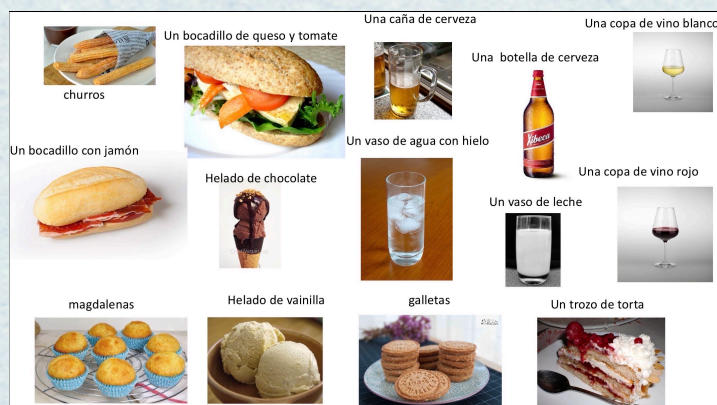 Una caña de cerveza
Una copa de vino blanco
Un bocadillo de queso y tomate
Una botella de cerveza
churros
Un vaso de agua con hielo
Un bocadillo con jamón
Xibeca
Helado de chocolate
Una copa de vino rojo
Un vaso de leche
magdalenas
Helado de vainilla
galletas
Un trozo de torta